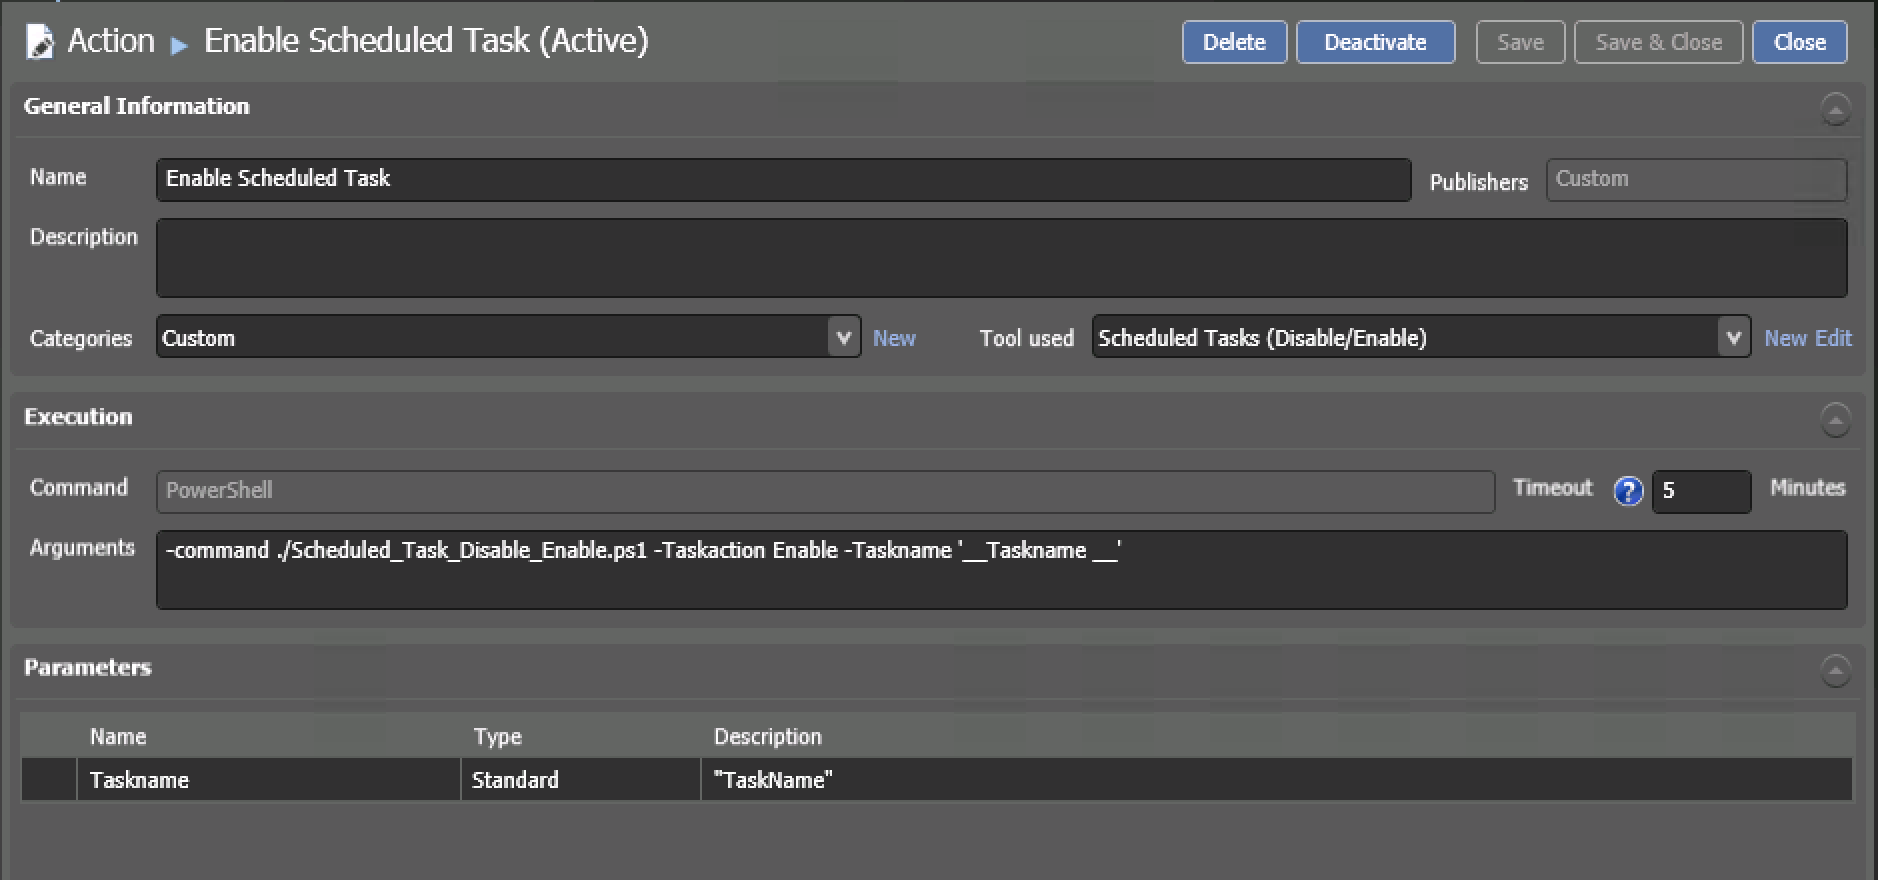 Action ▶ Enable Scheduled Task (Active) Delete Deactivate Save Save & Close Close
General Information
Name Enable Scheduled Task Publishers Custom
Description
Categories Custom New Tool used Scheduled Tasks (Disable/Enable) New Edit
Execution
Command PowerShell Timeout ? 5 Minutes
Arguments -command ./Scheduled_Task_Disable_Enable.ps1 -Taskaction Enable -Taskname '__Taskname __'
Parameters
Name Type Description
Taskname Standard "TaskName"